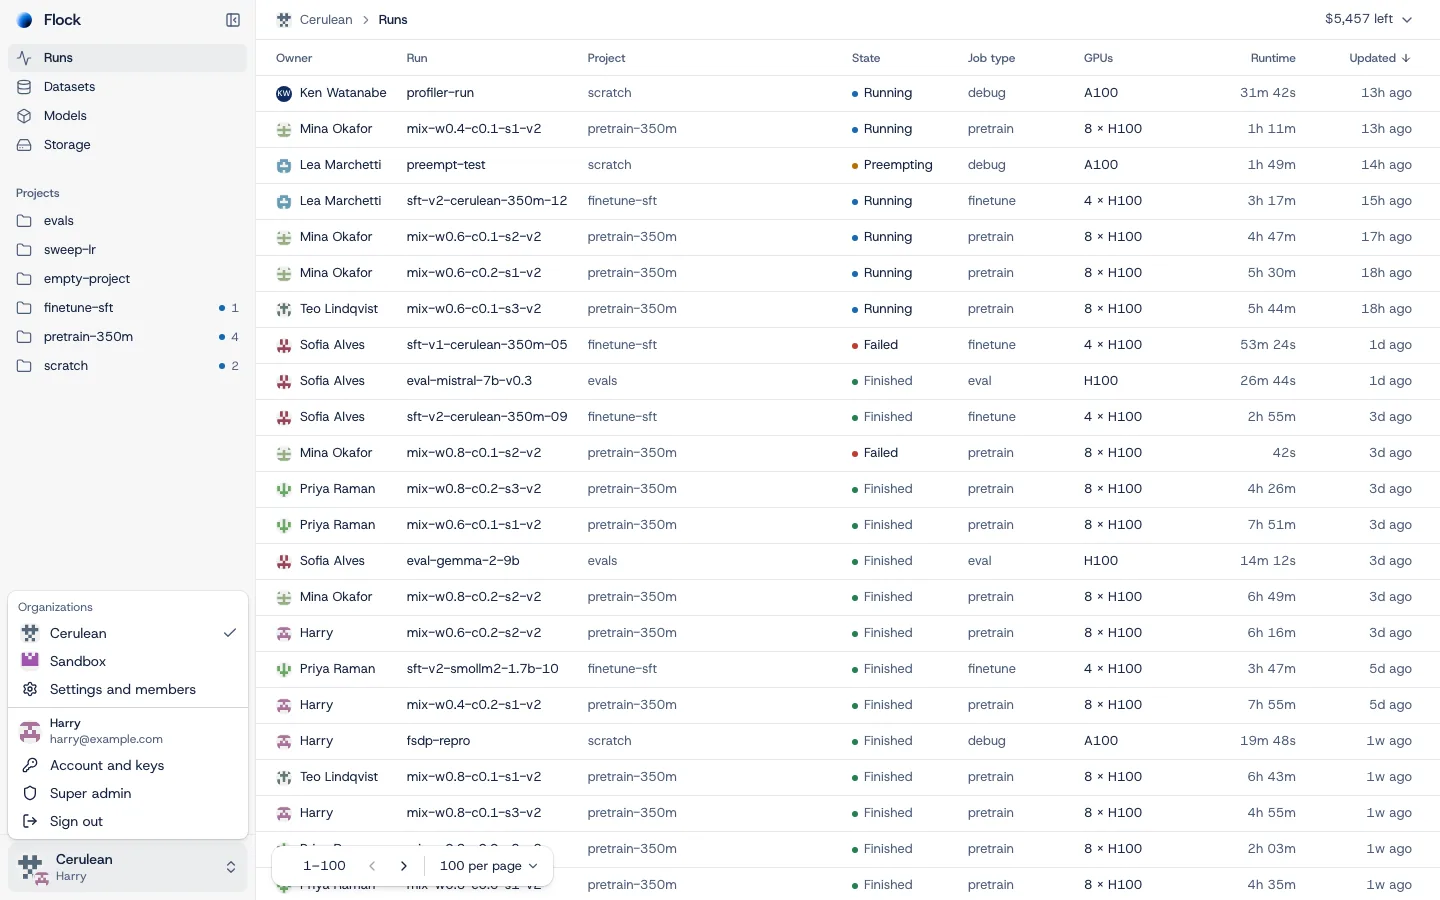 Flock
Runs
Datasets
Models
Storage
Projects
evals
sweep-lr
empty-project
finetune-sft 1
pretrain-350m 4
scratch 2
Organizations
Cerulean
Sandbox
Settings and members
Harry
harry@example.com
Account and keys
Super admin
Sign out
Cerulean
Harry
Cerulean > Runs
$5,457 left
Owner Run Project State Job type GPUs Runtime Updated ↓
KW Ken Watanabe profiler-run scratch Running debug A100 31m 42s 13h ago
Mina Okafor mix-w0.4-c0.1-s1-v2 pretrain-350m Running pretrain 8 × H100 1h 11m 13h ago
Lea Marchetti preempt-test scratch Preempting debug A100 1h 49m 14h ago
Lea Marchetti sft-v2-cerulean-350m-12 finetune-sft Running finetune 4 × H100 3h 17m 15h ago
Mina Okafor mix-w0.6-c0.1-s2-v2 pretrain-350m Running pretrain 8 × H100 4h 47m 17h ago
Mina Okafor mix-w0.6-c0.2-s1-v2 pretrain-350m Running pretrain 8 × H100 5h 30m 18h ago
Teo Lindqvist mix-w0.6-c0.1-s3-v2 pretrain-350m Running pretrain 8 × H100 5h 44m 18h ago
Sofia Alves sft-v1-cerulean-350m-05 finetune-sft Failed finetune 4 × H100 53m 24s 1d ago
Sofia Alves eval-mistral-7b-v0.3 evals Finished eval H100 26m 44s 1d ago
Sofia Alves sft-v2-cerulean-350m-09 finetune-sft Finished finetune 4 × H100 2h 55m 3d ago
Mina Okafor mix-w0.8-c0.1-s2-v2 pretrain-350m Failed pretrain 8 × H100 42s 3d ago
Priya Raman mix-w0.8-c0.2-s3-v2 pretrain-350m Finished pretrain 8 × H100 4h 26m 3d ago
Priya Raman mix-w0.6-c0.1-s1-v2 pretrain-350m Finished pretrain 8 × H100 7h 51m 3d ago
Sofia Alves eval-gemma-2-9b evals Finished eval H100 14m 12s 3d ago
Mina Okafor mix-w0.8-c0.2-s2-v2 pretrain-350m Finished pretrain 8 × H100 6h 49m 3d ago
Harry mix-w0.6-c0.2-s2-v2 pretrain-350m Finished pretrain 8 × H100 6h 16m 3d ago
Priya Raman sft-v2-smollm2-1.7b-10 finetune-sft Finished finetune 4 × H100 3h 47m 5d ago
Harry mix-w0.4-c0.2-s1-v2 pretrain-350m Finished pretrain 8 × H100 7h 55m 5d ago
Harry fsdp-repro scratch Finished debug A100 19m 48s 1w ago
Teo Lindqvist mix-w0.8-c0.1-s1-v2 pretrain-350m Finished pretrain 8 × H100 6h 43m 1w ago
Harry mix-w0.8-c0.1-s3-v2 pretrain-350m Finished pretrain 8 × H100 4h 55m 1w ago
pretrain-350m Finished pretrain 8 × H100 2h 03m 1w ago
pretrain-350m Finished pretrain 8 × H100 4h 35m 1w ago
1–100 100 per page